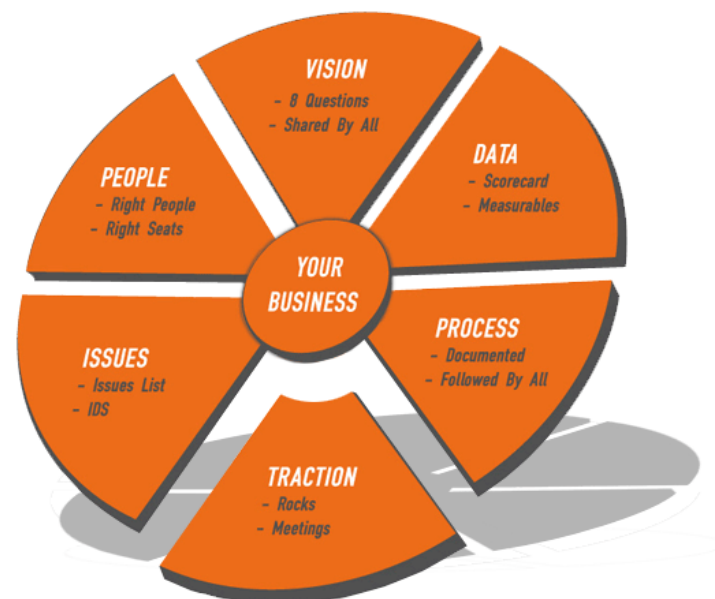 VISION
- 8 Questions
- Shared By All
DATA
- Scorecard
- Measurables
PEOPLE
- Right People
- Right Seats
YOUR
BUSINESS
PROCESS
- Documented
- Followed By All
ISSUES
- Issues List
- IDS
TRACTION
- Rocks
- Meetings